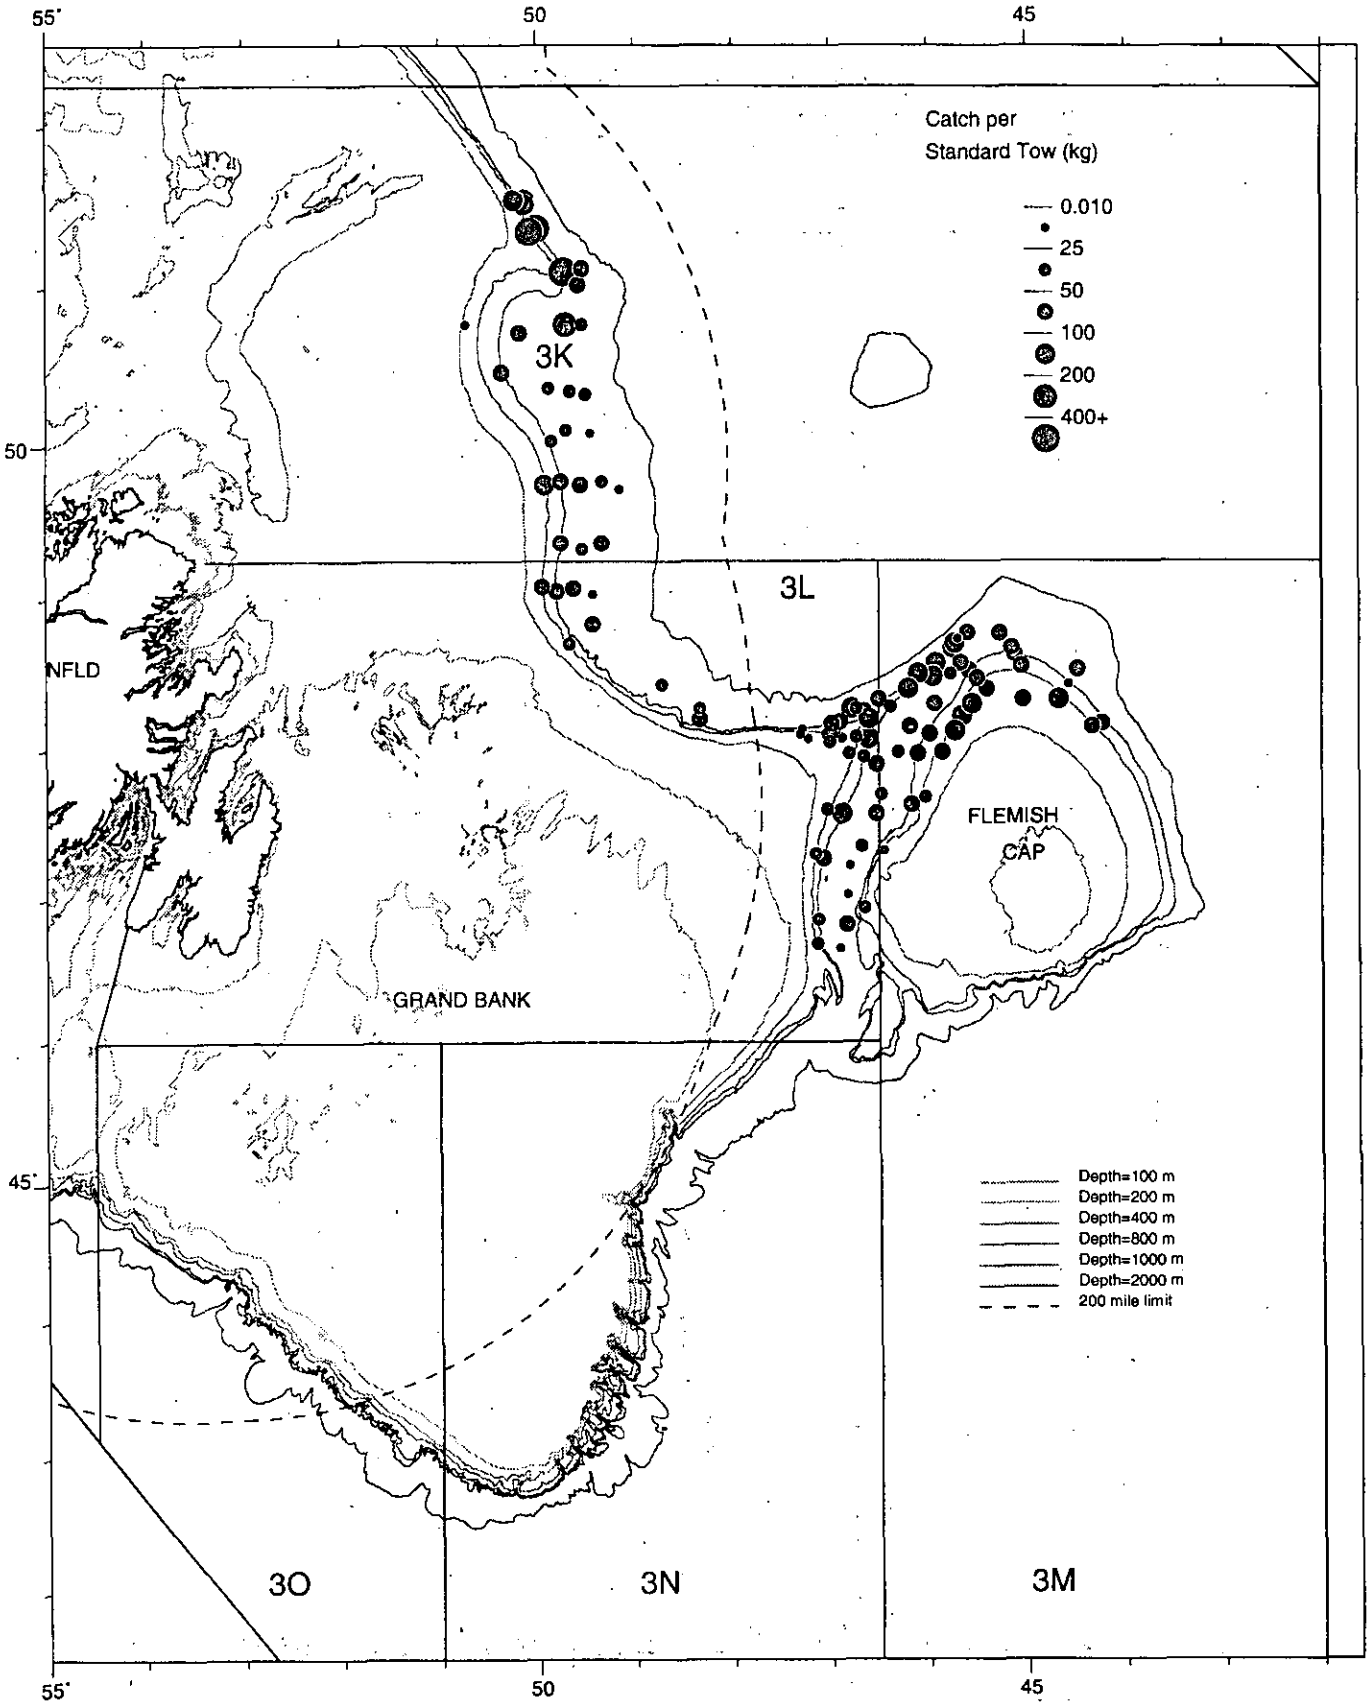 55°
50
45
Catch per
Standard Tow (kg)
0.010
25
50
100
200
400+
3K
50
3L
NFLD
FLEMISH
CAP
GRAND BANK
45°
Depth=100 m
Depth=200 m
Depth=400 m
Depth=800 m
Depth=1000 m
Depth=2000 m
200 mile limit
3O
3N
3M
55°
50
45